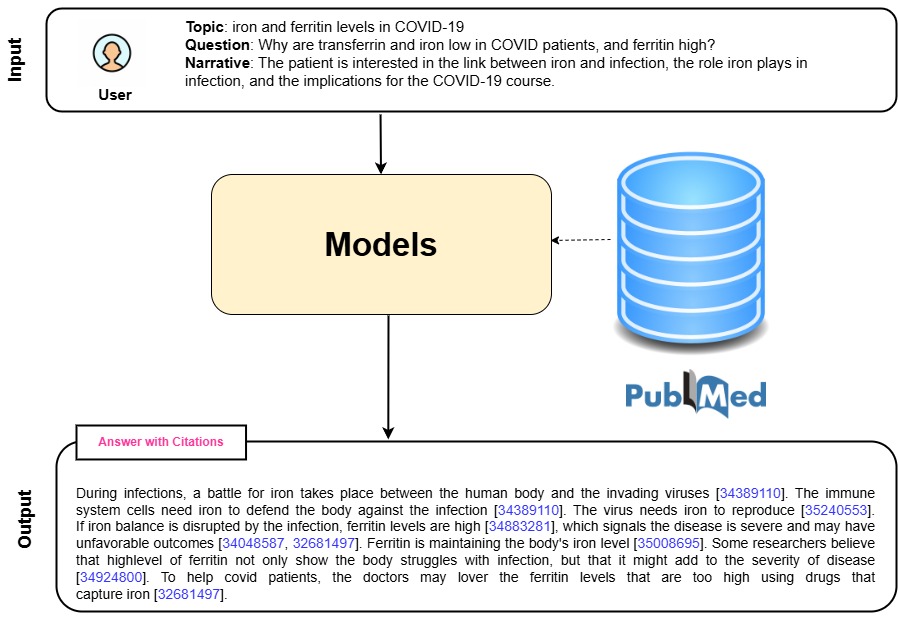 Input
User
Topic: iron and ferritin levels in COVID-19
Question: Why are transferrin and iron low in COVID patients, and ferritin high?
Narrative: The patient is interested in the link between iron and infection, the role iron plays in
infection, and the implications for the COVID-19 course.
Models
PubMed
Output
Answer with Citations
During infections, a battle for iron takes place between the human body and the invading viruses [34389110]. The immune
system cells need iron to defend the body against the infection [34389110]. The virus needs iron to reproduce [35240553].
If iron balance is disrupted by the infection, ferritin levels are high [34883281], which signals the disease is severe and may have
unfavorable outcomes [34048587, 32681497]. Ferritin is maintaining the body's iron level [35008695]. Some researchers believe
that highlevel of ferritin not only show the body struggles with infection, but that it might add to the severity of disease
[34924800]. To help covid patients, the doctors may lover the ferritin levels that are too high using drugs that
capture iron [32681497].